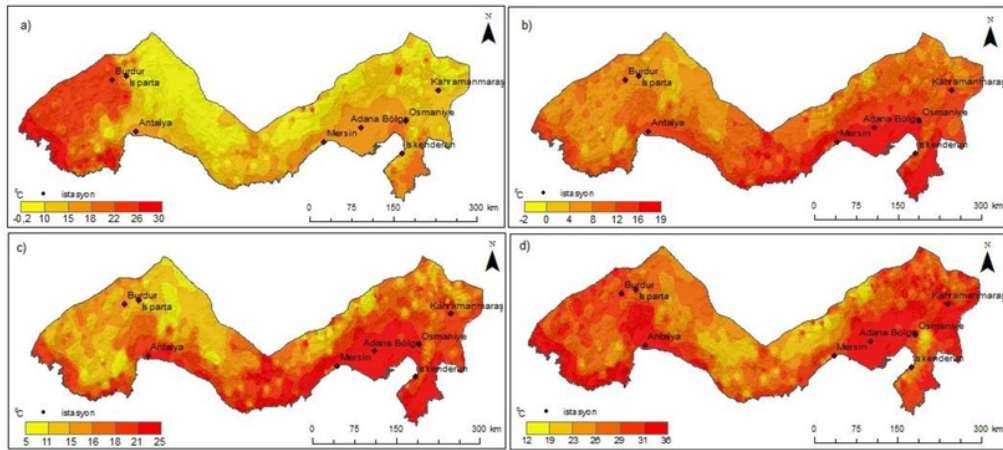 a)
N
Burdur
Isparta
Antalya
Kahramanmaraş
Osmaniye
Adana Bölge
Mersin
İskenderun
°C istasyon
-0,2 10 15 18 22 26 30
0 75 150 300 km
b)
N
Burdur
Isparta
Antalya
Kahramanmaraş
Osmaniye
Adana Bölge
Mersin
İskenderun
°C istasyon
-2 0 4 8 12 16 19
0 75 150 300 km
c)
N
Burdur
Isparta
Antalya
Kahramanmaraş
Osmaniye
Adana Bölge
Mersin
İskenderun
°C istasyon
5 11 15 16 21 25
0 75 150 300 km
d)
N
Burdur
Isparta
Antalya
Kahramanmaraş
Osmaniye
Adana Bölge
Mersin
İskenderun
°C istasyon
12 19 23 26 29 31 36
0 75 150 300 km